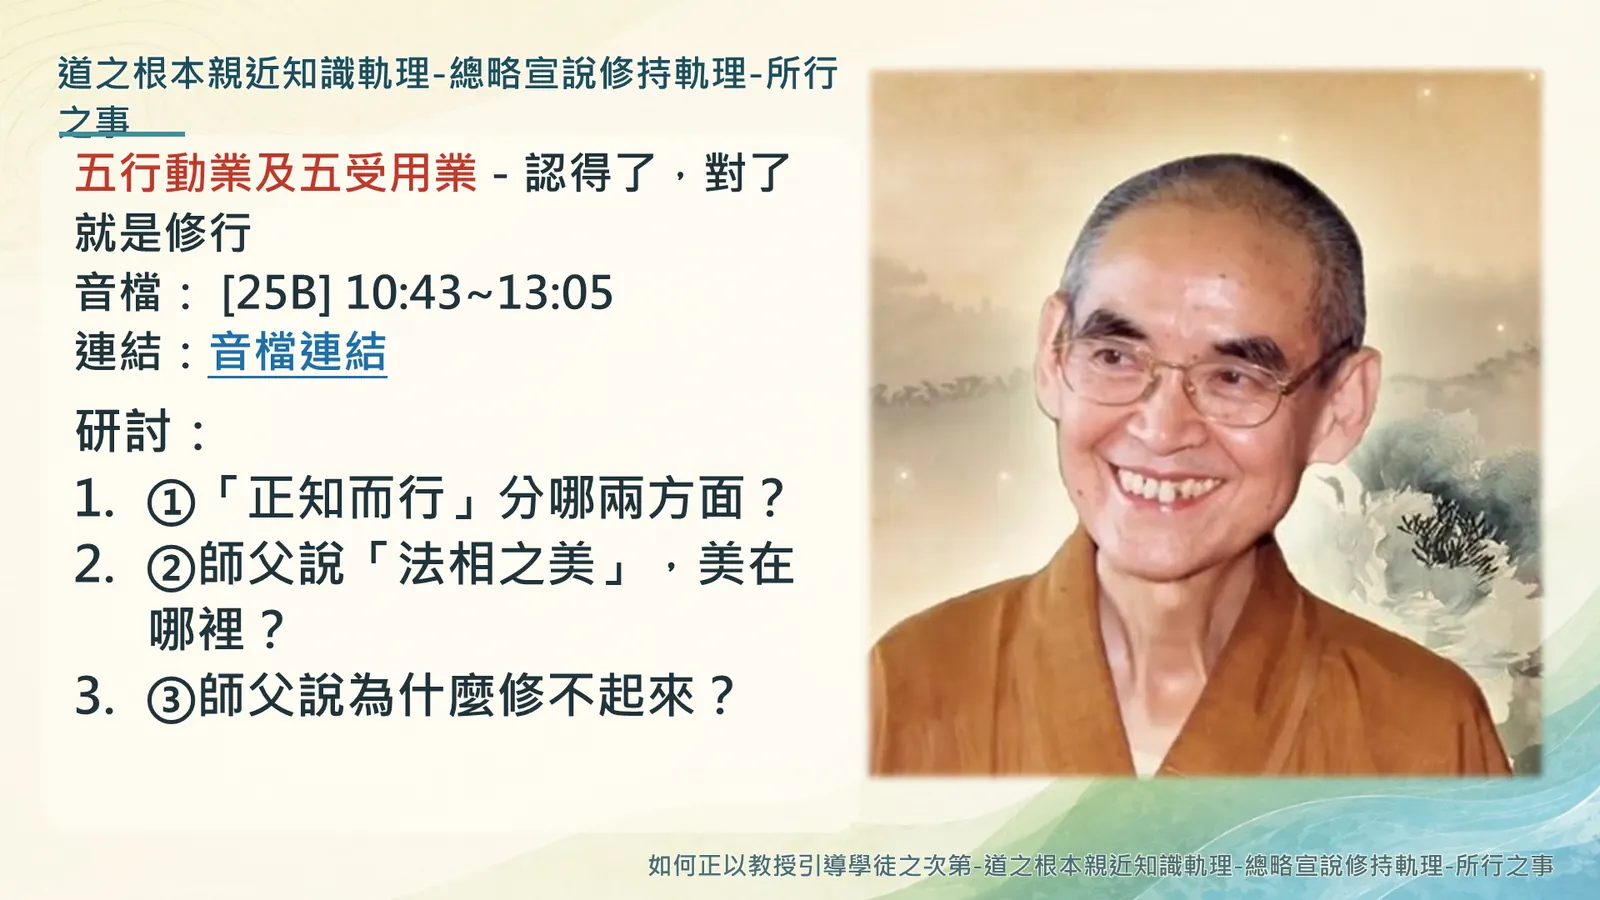 道之根本親近知識軌理-總略宣說修持軌理-所行
之事
五行動業及五受用業 - 認得了，對了
就是修行
音檔： [25B] 10:43~13:05
連結：音檔連結
研討：
1. ①「正知而行」分哪兩方面？
2. ②師父說「法相之美」，美在
哪裡？
3. ③師父說為什麼修不起來？
如何正以教授引導學徒之次第-道之根本親近知識軌理-總略宣說修持軌理-所行之事